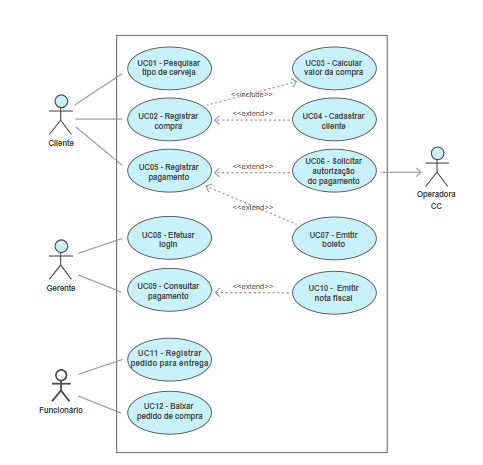 UC01 - Pesquisar
tipo de cerveja
UC03 - Calcular
valor da compra
<<include>>
UC02 - Registrar
compra
<<extend>>
UC04 - Cadastrar
cliente
Cliente
UC05 - Registrar
pagamento
<<extend>>
UC06 - Solicitar
autorização
do pagamento
Operadora
CC
<<extend>>
UC08 - Efetuar
login
UC07 - Emitir
boleto
Gerente
UC09 - Consultar
pagamento
<<extend>>
UC10 - Emitir
nota fiscal
UC11 - Registrar
pedido para entrega
Funcionário
UC12 - Baixar
pedido de compra